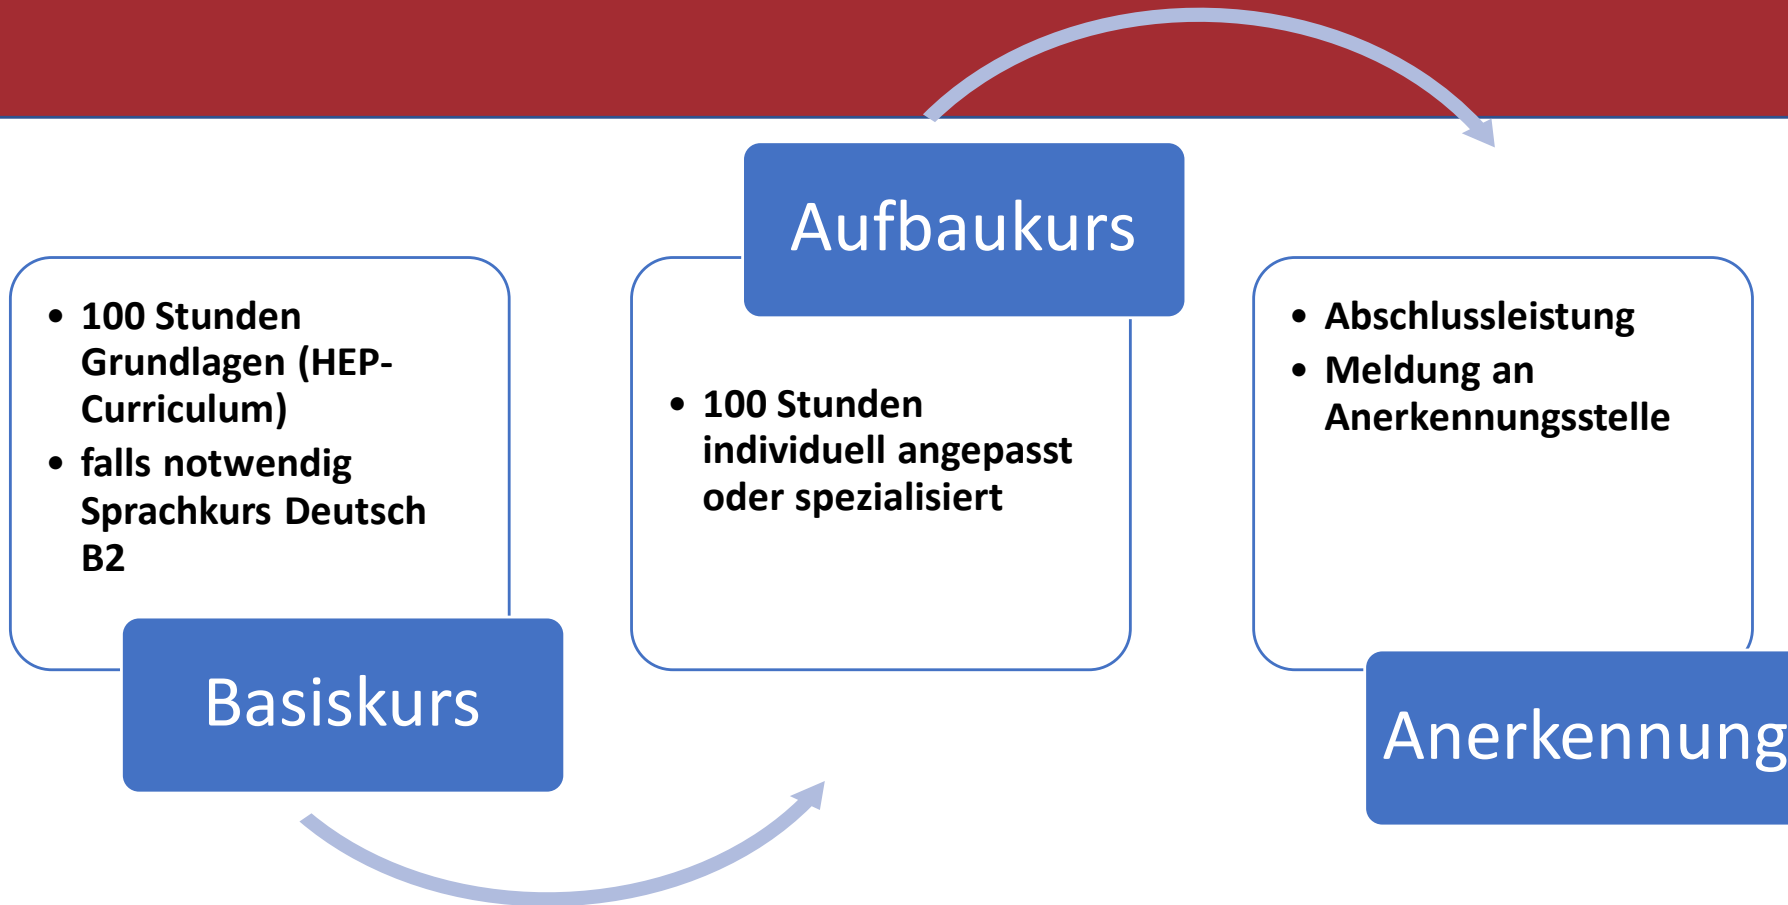 • 100 Stunden
Grundlagen (HEP-
Curriculum)
• falls notwendig
Sprachkurs Deutsch
B2
Basiskurs
Aufbaukurs
• 100 Stunden
individuell angepasst
oder spezialisiert
• Abschlussleistung
• Meldung an
Anerkennungsstelle
Anerkennung